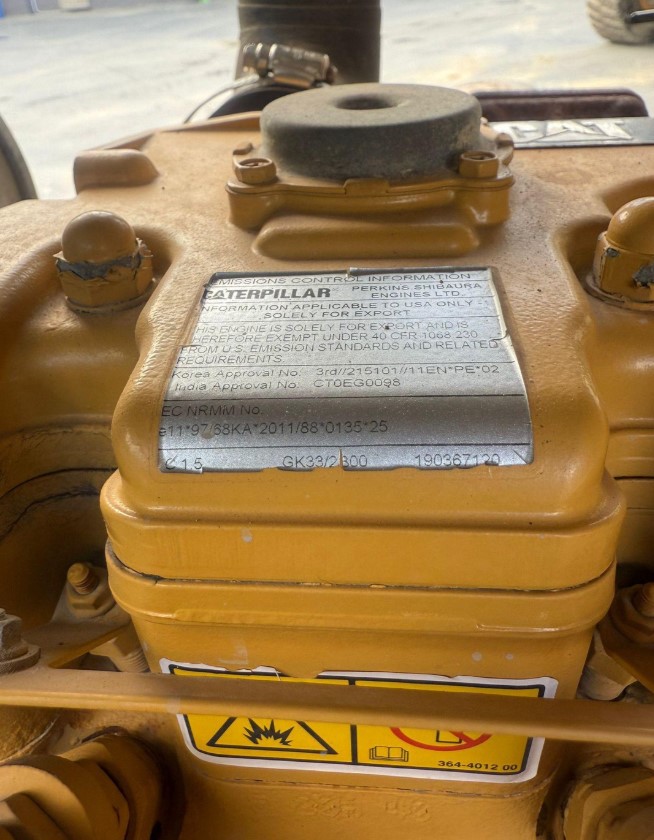 CAT
EMISSIONS CONTROL INFORMATION
CATERPILLAR PERKINS SHIBAURA ENGINES LTD.
INFORMATION APPLICABLE TO USA ONLY -
SOLELY FOR EXPORT
THIS ENGINE IS SOLELY FOR EXPORT AND IS
THEREFORE EXEMPT UNDER 40 CFR 1068 230
FROM U.S. EMISSION STANDARDS AND RELATED
REQUIREMENTS
Korea Approval No. 3rd//215101//11EN*PE*02
India Approval No. CT0EG0098
EC NRMM No.
e11*97/68KA*2011/88*0135*25
C1.5 GK33/2800 190367120
364-4012 00